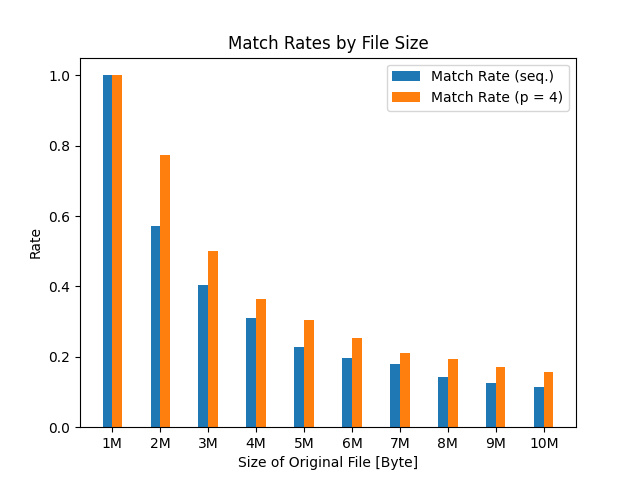 Match Rates by File Size
Match Rate (seq.)
Match Rate (p = 4)
1.0
0.8
0.6
0.4
0.2
0.0
Rate
1M 2M 3M 4M 5M 6M 7M 8M 9M 10M
Size of Original File [Byte]